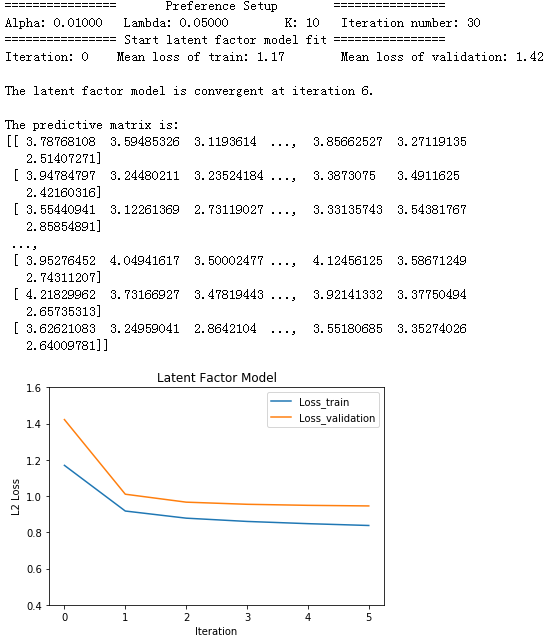 ================ Preference Setup ================
Alpha: 0.01000 Lambda: 0.05000 K: 10 Iteration number: 30
================ Start latent factor model fit ================
Iteration: 0 Mean loss of train: 1.17 Mean loss of validation: 1.42
The latent factor model is convergent at iteration 6.
The predictive matrix is:
[[ 3.78768108 3.59485326 3.1193614 ..., 3.85662527 3.27119135
2.51407271]
[ 3.94784797 3.24480211 3.23524184 ..., 3.3873075 3.4911625
2.42160316]
[ 3.55440941 3.12261369 2.73119027 ..., 3.33135743 3.54381767
2.85854891]
...,
[ 3.95276452 4.04941617 3.50002477 ..., 4.12456125 3.58671249
2.74311207]
[ 4.21829962 3.73166927 3.47819443 ..., 3.92141332 3.37750494
2.65735313]
[ 3.62621083 3.24959041 2.8642104 ..., 3.55180685 3.35274026
2.64009781]]
Latent Factor Model
Loss_train
Loss_validation
1.6
1.4
1.2
1.0
0.8
0.6
0.4
L2 Loss
0 1 2 3 4 5
Iteration